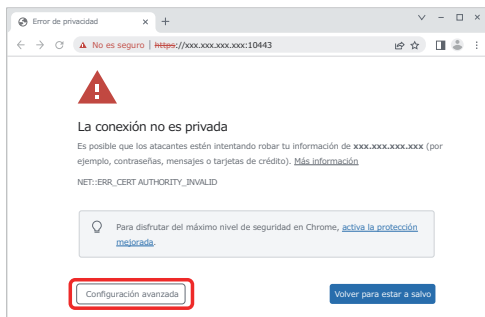 Error de privacidad
No es seguro | https://xxx.xxx.xxx.xxx:10443
La conexión no es privada
Es posible que los atacantes estén intentando robar tu información de xxx.xxx.xxx.xxx (por
ejemplo, contraseñas, mensajes o tarjetas de crédito). Más información
NET::ERR_CERT AUTHORITY_INVALID
Para disfrutar del máximo nivel de seguridad en Chrome, activa la protección
mejorada.
Configuración avanzada
Volver para estar a salvo